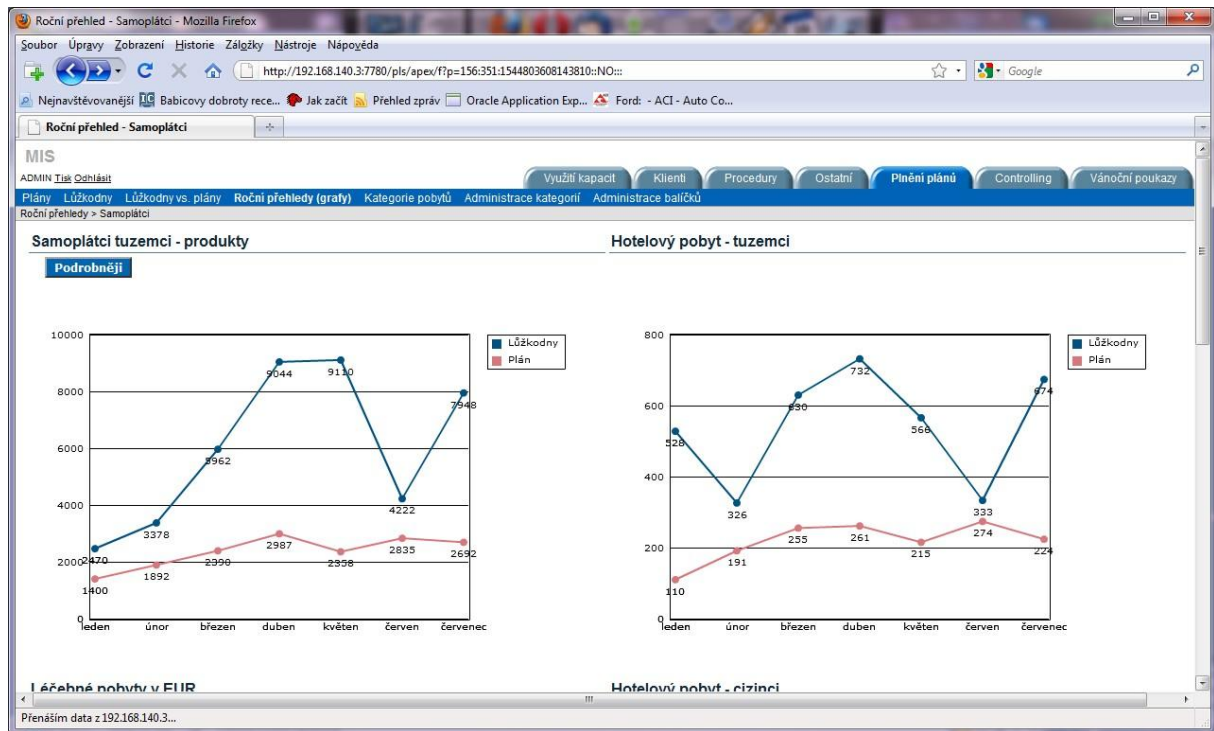 Roční přehled - Samoplátci - Mozilla Firefox
Soubor Úpravy Zobrazení Historie Záložky Nástroje Nápověda
http://192.168.140.3:7780/pls/apex/f?p=156:351:1544803608143810::NO:::
Google
Nejnavštěvovanější Babicovy dobroty rece... Jak začít Přehled zpráv Oracle Application Exp... Ford: - ACI - Auto Co...
Roční přehled - Samoplátci
MIS
ADMIN Tisk Odhlásit
Využití kapacit Klienti Procedury Ostatní Plnění plánů Controlling Vánoční poukazy
Plány Lůžkodny Lůžkodny vs. plány Roční přehledy (grafy) Kategorie pobytů Administrace kategorií Administrace balíčků
Roční přehledy > Samoplátci
Samoplátci tuzemci - produkty
Podrobněji
10000
8000
6000
4000
2000
0
2470
3378
5962
9044
9110
4222
7948
1400
1892
2390
2987
2358
2835
2692
leden únor březen duben květen červen červenec
Lůžkodny
Plán
Hotelový pobyt - tuzemci
800
600
400
200
0
528
326
630
732
566
333
674
110
191
255
261
215
274
224
leden únor březen duben květen červen červenec
Lůžkodny
Plán
Léčebné pobyty v EUR
Hotelový pobyt - cizinci
Přenáším data z 192.168.140.3...